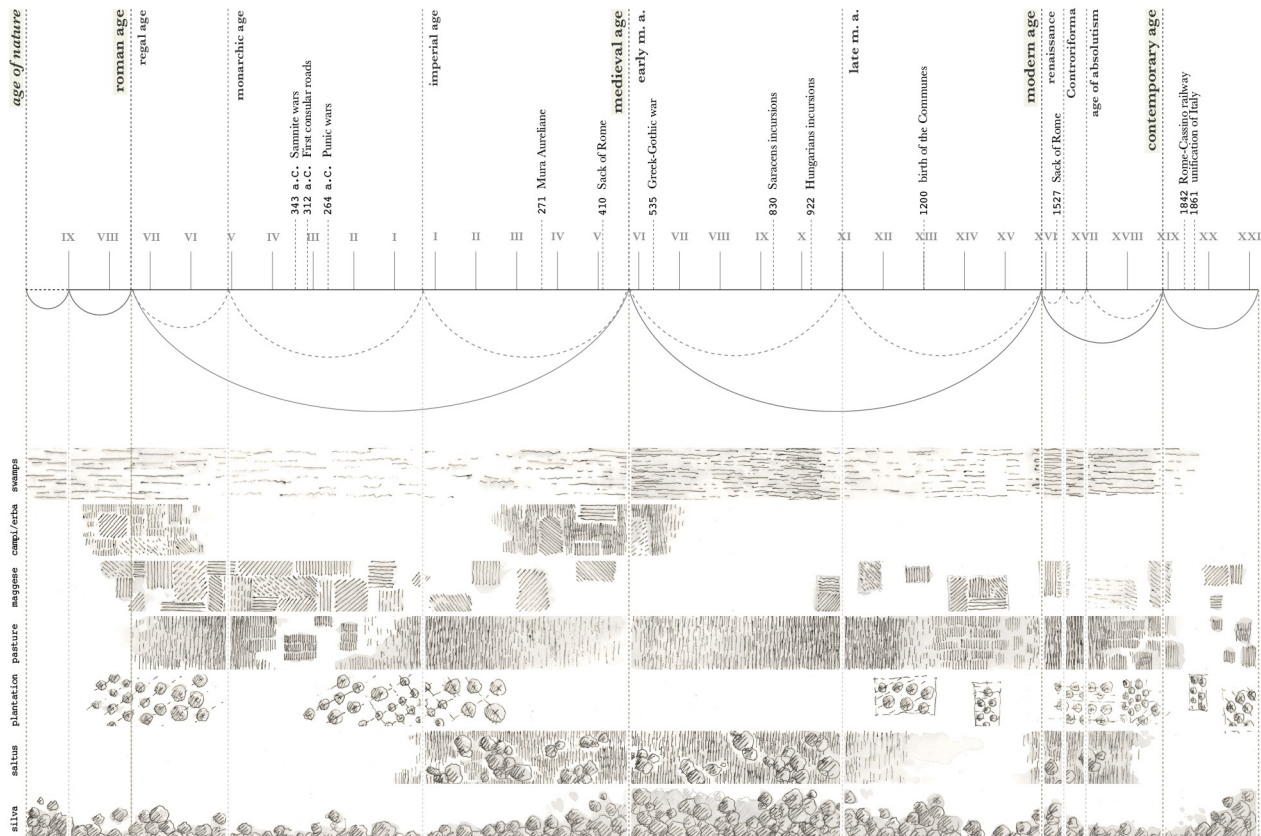 age of nature
roman age
regal age
monarchic age
343 a.C. Samnite wars
312 a.C. First consular roads
264 a.C. Punic wars
imperial age
271 Mura Aureliane
410 Sack of Rome
medieval age
early m. a.
535 Greek-Gothic war
830 Saracens incursions
922 Hungarians incursions
late m. a.
1200 birth of the Communes
modern age
renaissance
1527 Sack of Rome
Controriforma
age of absolutism
contemporary age
1842 Rome-Cassino railway
1861 unification of Italy
IX VIII VII VI V IV III II I I II III IV V VI VII VIII IX X XI XII XIII XIV XV XVI XVII XVIII XIX XX XXI
swamps
campi/erba
maggese
pasture
plantation
saltus
silva